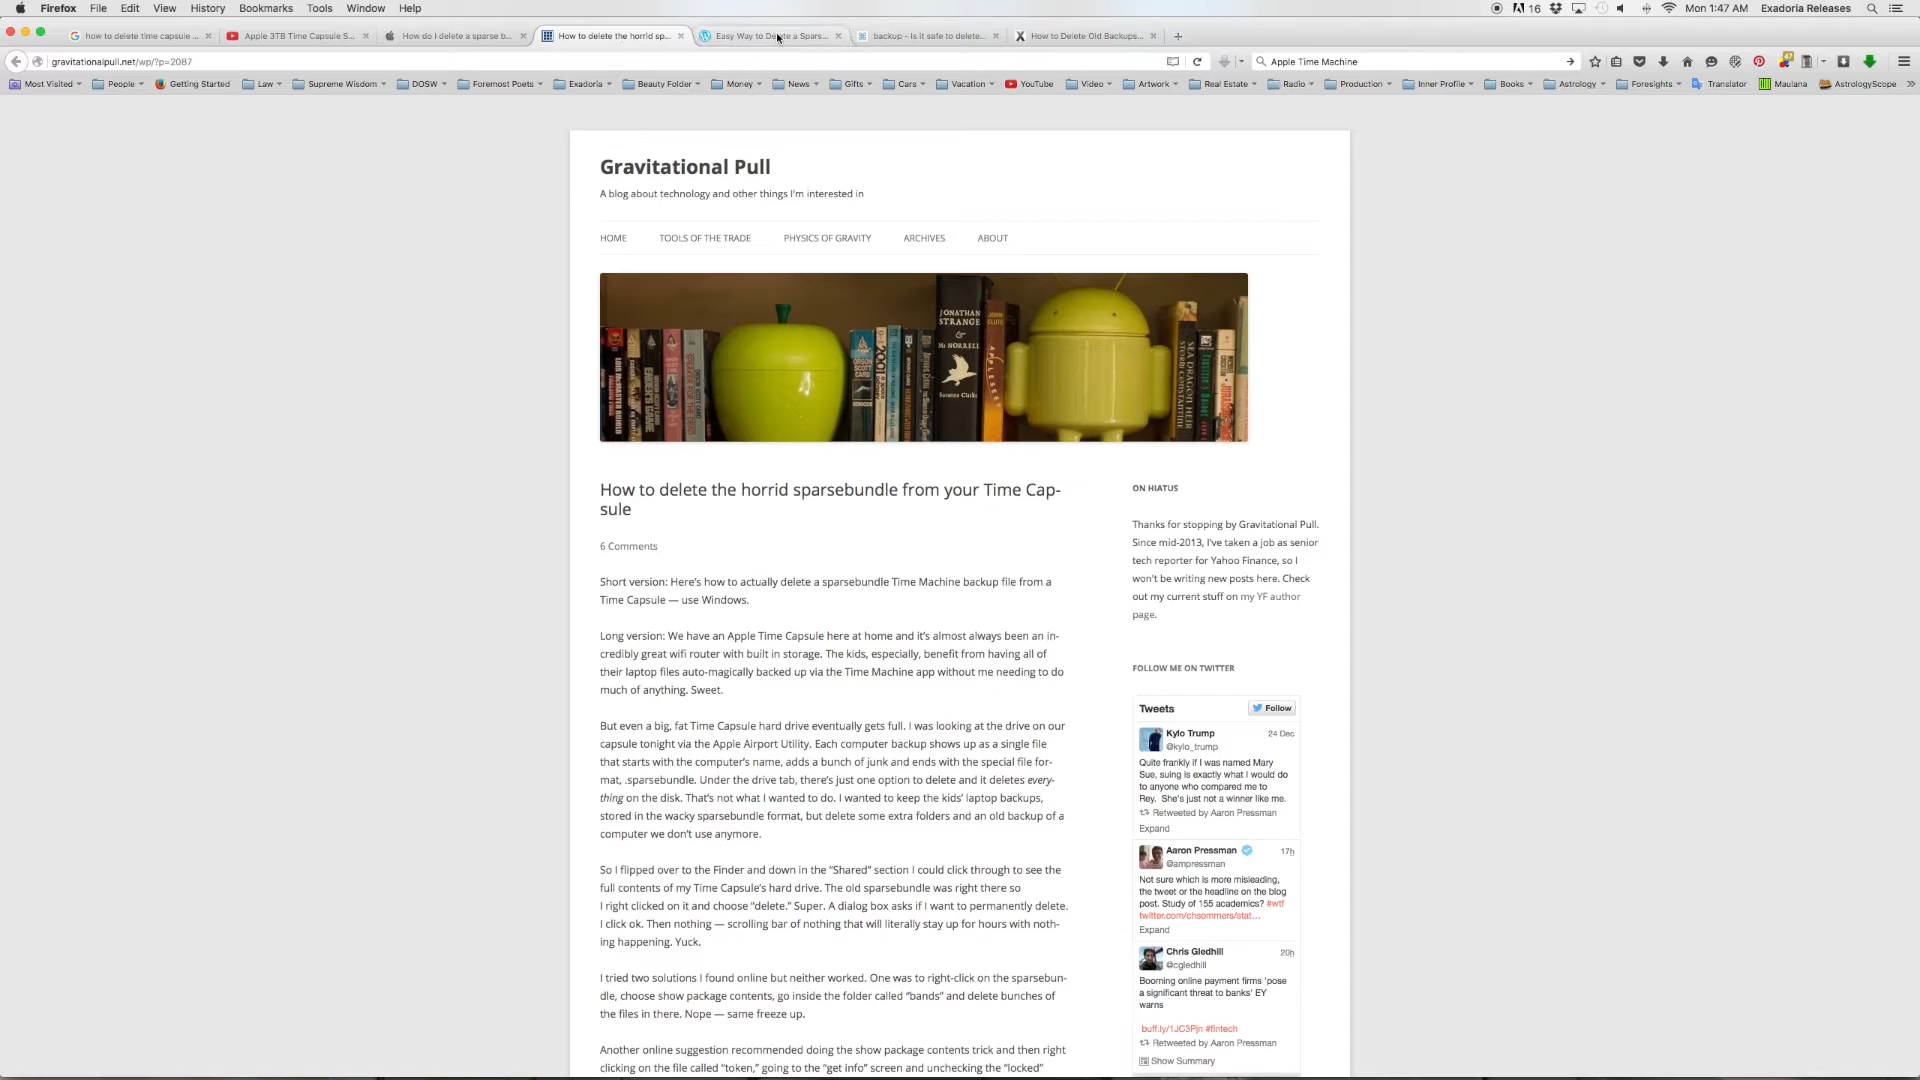 Firefox File Edit View History Bookmarks Tools Window Help 16 Mon 1:47 AM Exadoria Releases
how to delete time capsule ... Apple 3TB Time Capsule S... How do I delete a sparse b... How to delete the horrid sp... Easy Way to Delete a Spars... backup - Is it safe to delete... How to Delete Old Backups...
gravitationalpull.net/wp/?p=2087 Apple Time Machine
Most Visited People Getting Started Law Supreme Wisdom DOSW Foremost Poets Exadoria Beauty Folder Money News Gifts Cars Vacation YouTube Video Artwork Real Estate Radio Production Inner Profile Books Astrology Foresights Translator Maulana AstrologyScope
Gravitational Pull
A blog about technology and other things I'm interested in
HOME TOOLS OF THE TRADE PHYSICS OF GRAVITY ARCHIVES ABOUT
JONATHAN
STRANGE
&
MR NORRELL
Susanna Clarke
ORSON
SCOTT
CARD
2001
APPLESEED
SEA DRAGON HEIR
How to delete the horrid sparsebundle from your Time Cap-
sule
6 Comments
Short version: Here's how to actually delete a sparsebundle Time Machine backup file from a
Time Capsule — use Windows.
Long version: We have an Apple Time Capsule here at home and it's almost always been an in-
credibly great wifi router with built in storage. The kids, especially, benefit from having all of
their laptop files auto-magically backed up via the Time Machine app without me needing to do
much of anything. Sweet.
But even a big, fat Time Capsule hard drive eventually gets full. I was looking at the drive on our
capsule tonight via the Apple Airport Utility. Each computer backup shows up as a single file
that starts with the computer's name, adds a bunch of junk and ends with the special file for-
mat, .sparsebundle. Under the drive tab, there's just one option to delete and it deletes every-
thing on the disk. That's not what I wanted to do. I wanted to keep the kids' laptop backups,
stored in the wacky sparsebundle format, but delete some extra folders and an old backup of a
computer we don't use anymore.
So I flipped over to the Finder and down in the "Shared" section I could click through to see the
full contents of my Time Capsule's hard drive. The old sparsebundle was right there so
I right clicked on it and choose "delete." Super. A dialog box asks if I want to permanently delete.
I click ok. Then nothing — scrolling bar of nothing that will literally stay up for hours with noth-
ing happening. Yuck.
I tried two solutions I found online but neither worked. One was to right-click on the sparsebun-
dle, choose show package contents, go inside the folder called "bands" and delete bunches of
the files in there. Nope — same freeze up.
Another online suggestion recommended doing the show package contents trick and then right
clicking on the file called "token," going to the "get info" screen and unchecking the "locked"
ON HIATUS
Thanks for stopping by Gravitational Pull.
Since mid-2013, I've taken a job as senior
tech reporter for Yahoo Finance, so I
won't be writing new posts here. Check
out my current stuff on my YF author
page.
FOLLOW ME ON TWITTER
Tweets Follow
Kylo Trump 24 Dec
@kylo_trump
Quite frankly if I was named Mary
Sue, suing is exactly what I would do
to anyone who compared me to
Rey. She's just not a winner like me.
Retweeted by Aaron Pressman
Expand
Aaron Pressman 17h
@ampressman
Not sure which is more misleading,
the tweet or the headline on the blog
post. Study of 155 academics? #wtf
twitter.com/chsommers/stat...
Expand
Chris Gledhill 20h
@cgledhill
Booming online payment firms 'pose
a significant threat to banks' EY
warns
buff.ly/1JC3Pjn #fintech
Retweeted by Aaron Pressman
Show Summary